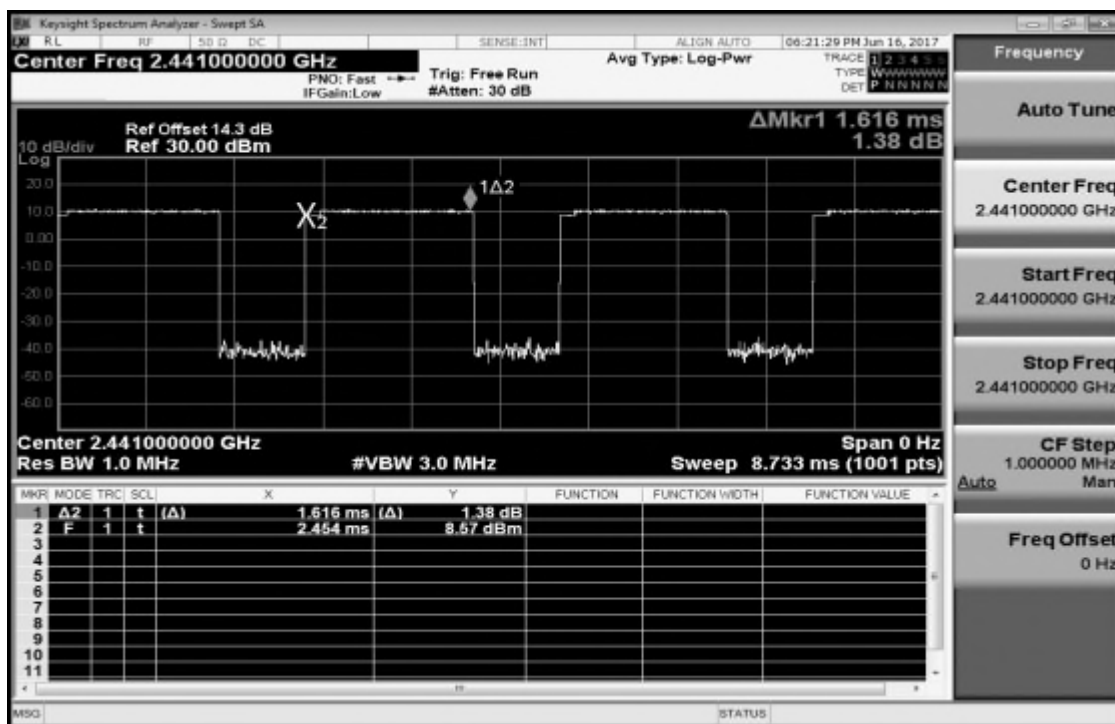 Keysight Spectrum Analyzer - Swept SA
RL RF 50 Ω DC SENSE:INT ALIGN AUTO 06:21:29 PM Jun 16, 2017
Center Freq 2.441000000 GHz
PNO: Fast
IFGain:Low
Trig: Free Run
#Atten: 30 dB
Avg Type: Log-Pwr
TRACE 1 2 3 4 5 6
TYPE WWWWWW
DET P N N N N N
Ref Offset 14.3 dB
Ref 30.00 dBm
10 dB/div
Log
ΔMkr1 1.616 ms
1.38 dB
20.0
10.0
0.00
-10.0
-20.0
-30.0
-40.0
-50.0
-60.0
X2
1Δ2
Center 2.441000000 GHz Span 0 Hz
Res BW 1.0 MHz #VBW 3.0 MHz Sweep 8.733 ms (1001 pts)
MKR MODE TRC SCL X Y FUNCTION FUNCTION WIDTH FUNCTION VALUE
1 Δ2 1 t (Δ) 1.616 ms (Δ) 1.38 dB
2 F 1 t 2.454 ms 8.57 dBm
3
4
5
6
7
8
9
10
11
MSG STATUS
Frequency
Auto Tune
Center Freq
2.441000000 GHz
Start Freq
2.441000000 GHz
Stop Freq
2.441000000 GHz
CF Step
1.000000 MHz
Auto Man
Freq Offset
0 Hz